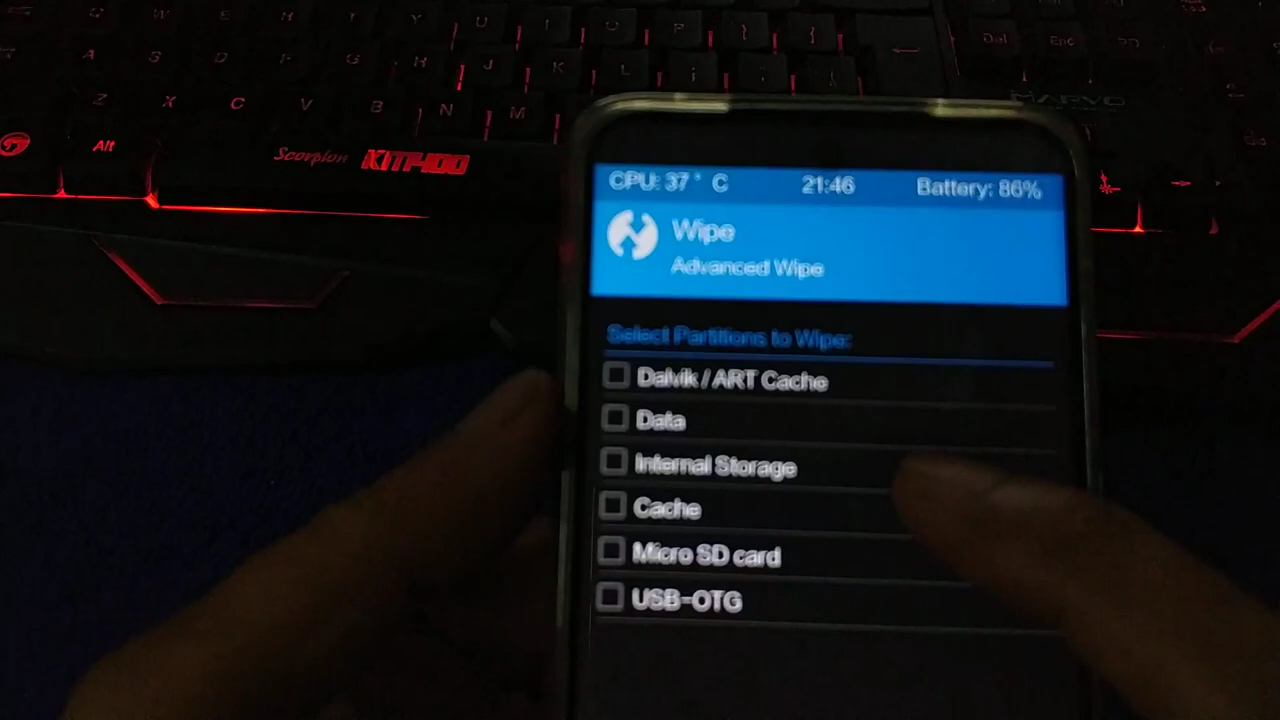 Q W E R T Y U I O P
A S D F G H J K L
Z X C V B N M
Alt
Scorpion KM400
MARVO
CPU: 37° C 21:46 Battery: 86%
Wipe
Advanced Wipe
Select Partitions to Wipe:
Dalvik / ART Cache
Data
Internal Storage
Cache
Micro SD card
USB-OTG